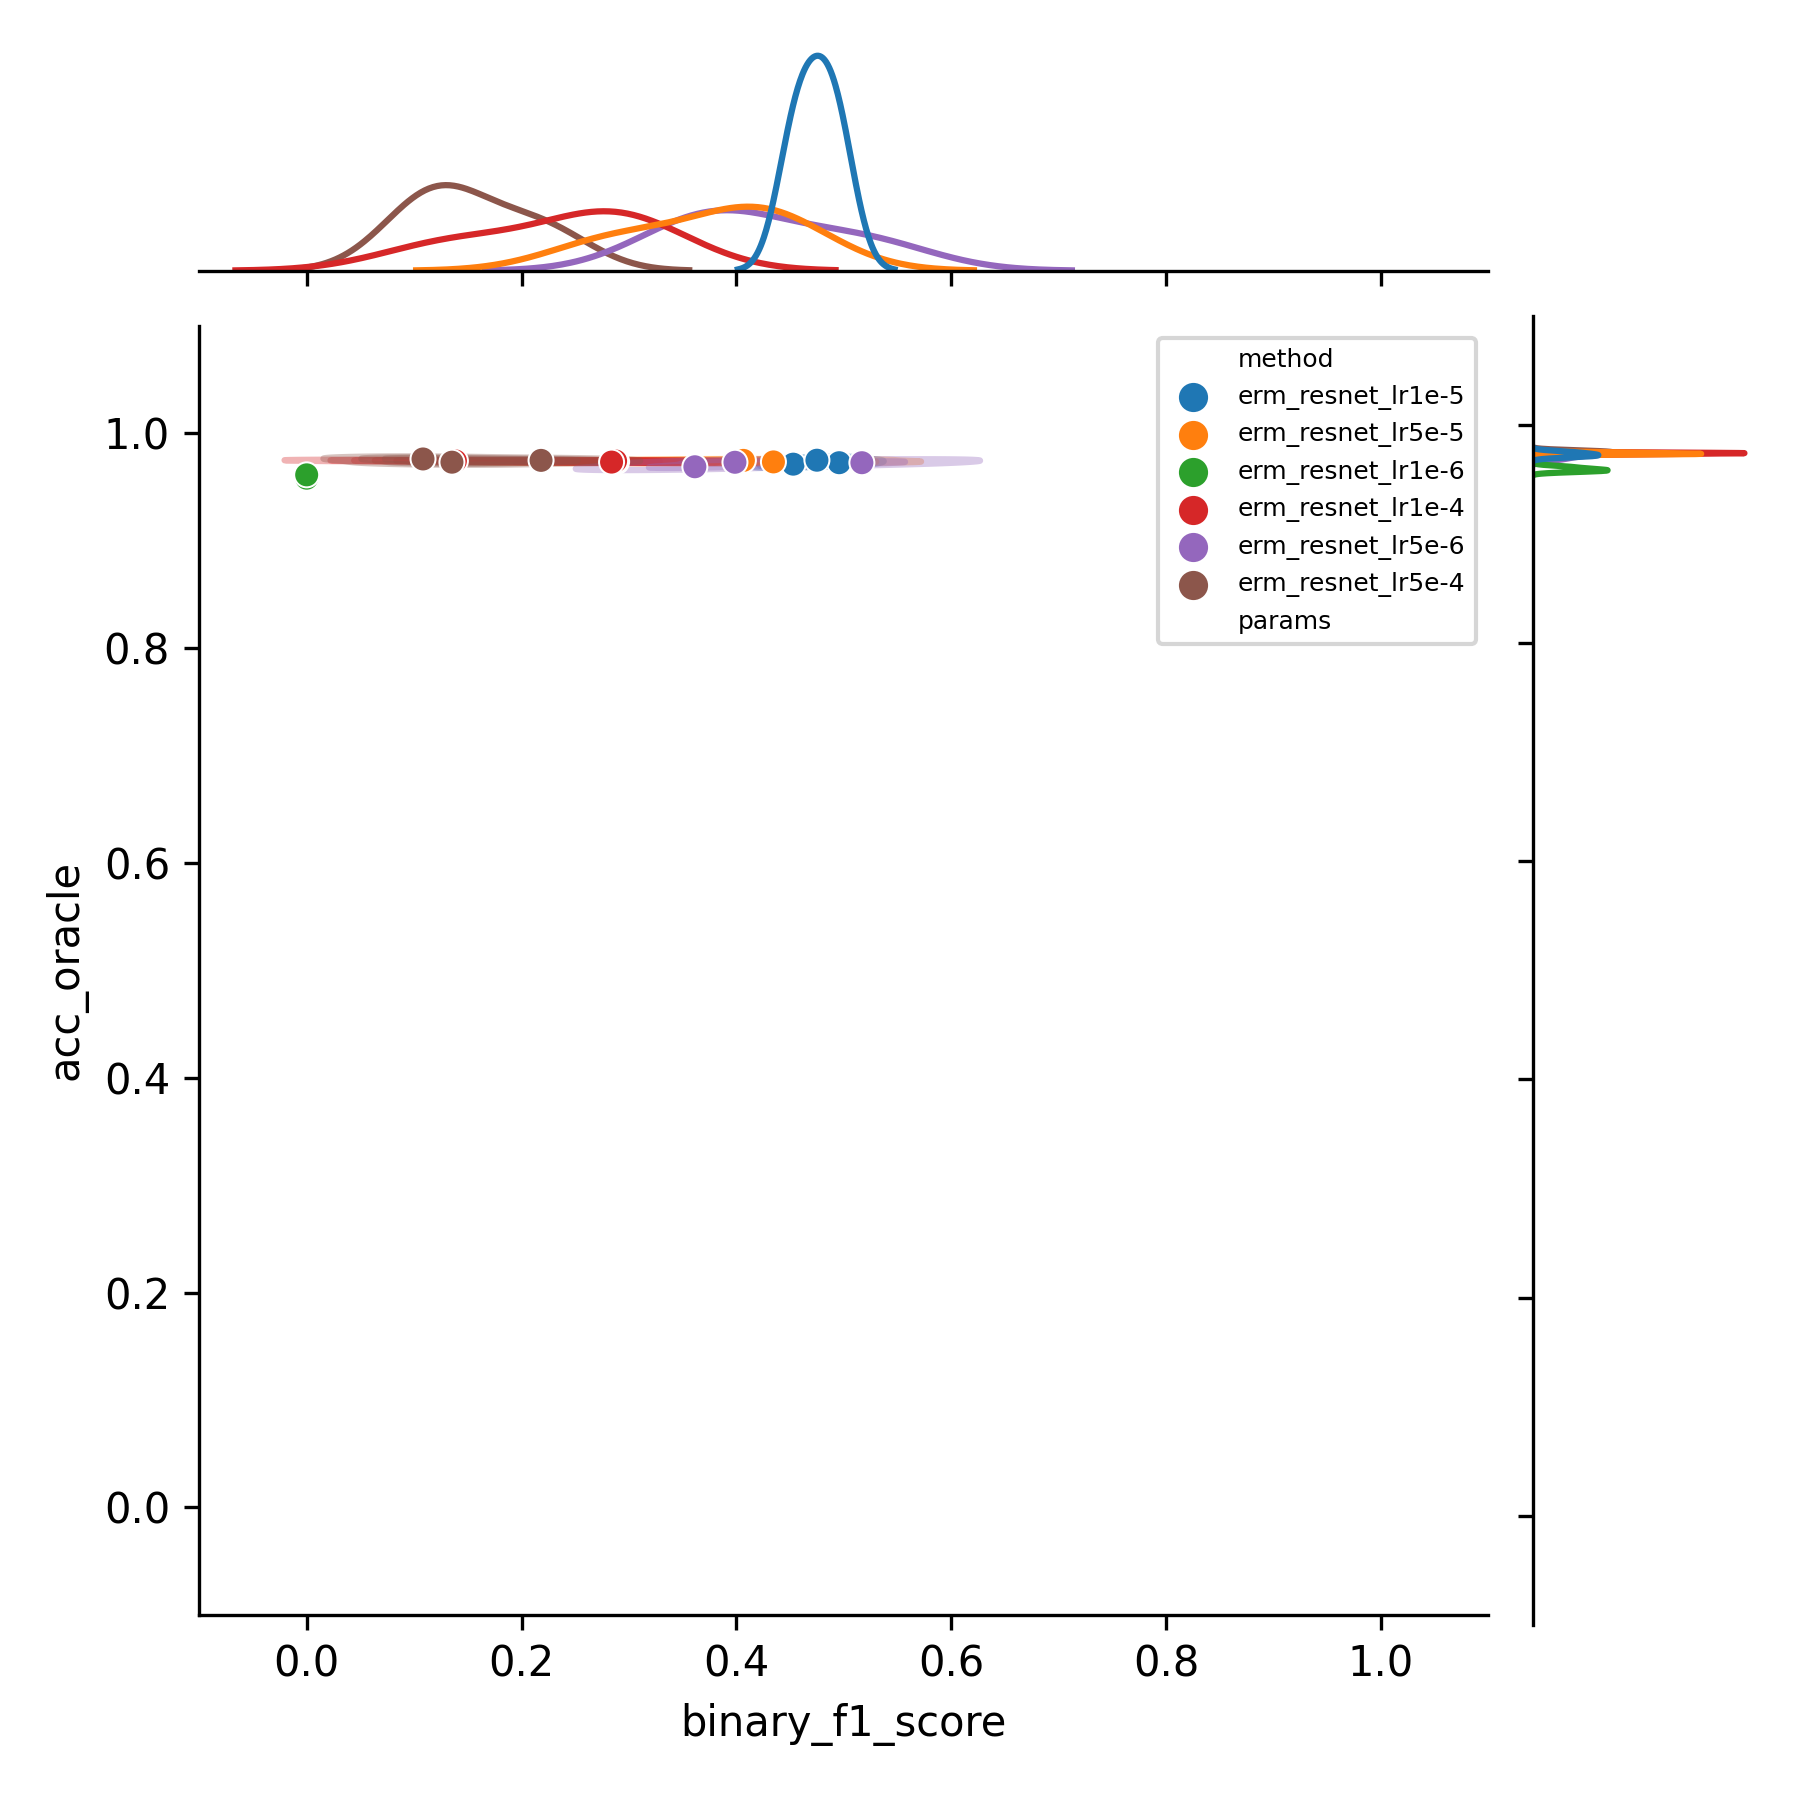 method
erm_resnet_lr1e-5
erm_resnet_lr5e-5
erm_resnet_lr1e-6
erm_resnet_lr1e-4
erm_resnet_lr5e-6
erm_resnet_lr5e-4
params
1.0
0.8
0.6
0.4
0.2
0.0
acc_oracle
0.0 0.2 0.4 0.6 0.8 1.0
binary_f1_score